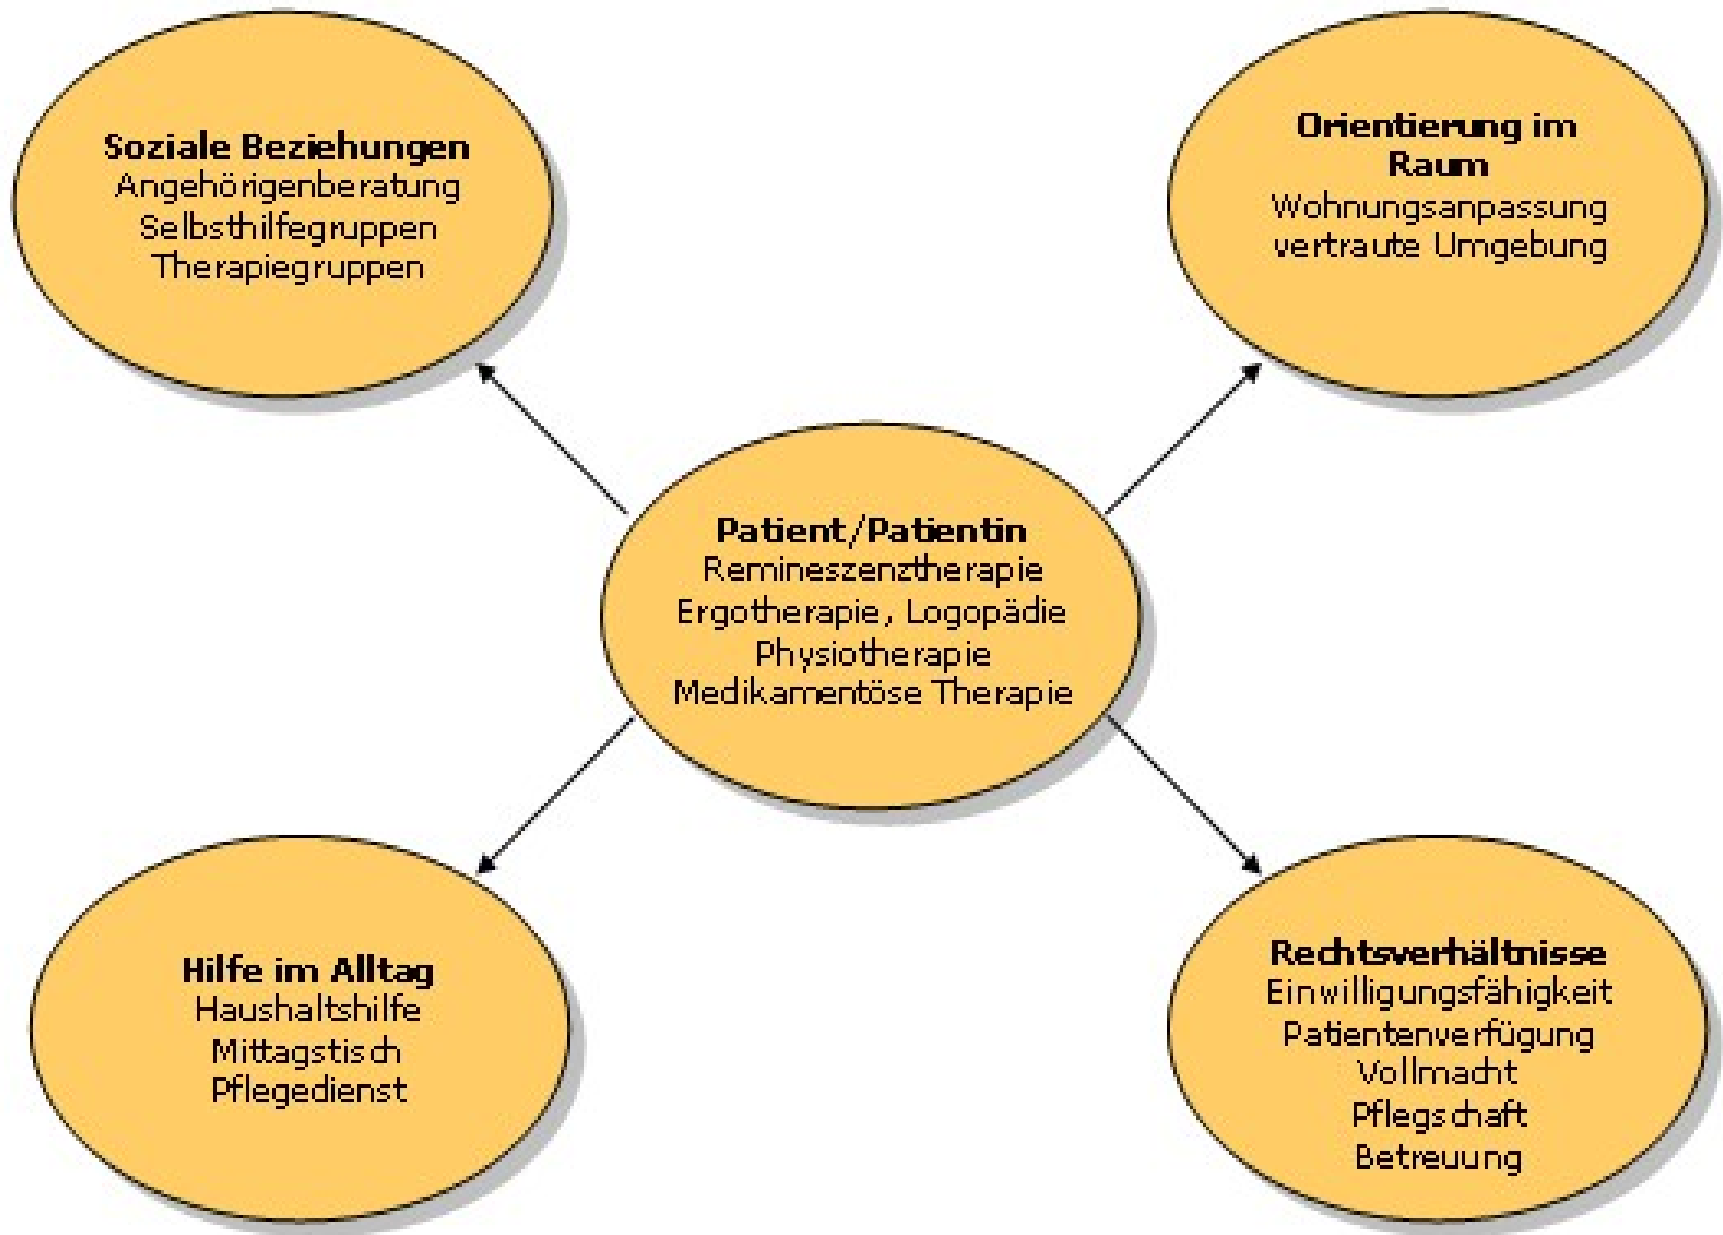 Soziale Beziehungen
Angehörigenberatung
Selbsthilfegruppen
Therapiegruppen
Orientierung im
Raum
Wohnungsanpassung
vertraute Umgebung
Patient/Patientin
Remineszenztherapie
Ergotherapie, Logopädie
Physiotherapie
Medikamentöse Therapie
Hilfe im Alltag
Haushaltshilfe
Mittagstisch
Pflegedienst
Rechtsverhältnisse
Einwilligungsfähigkeit
Patientenverfügung
Vollmacht
Pflegschaft
Betreuung